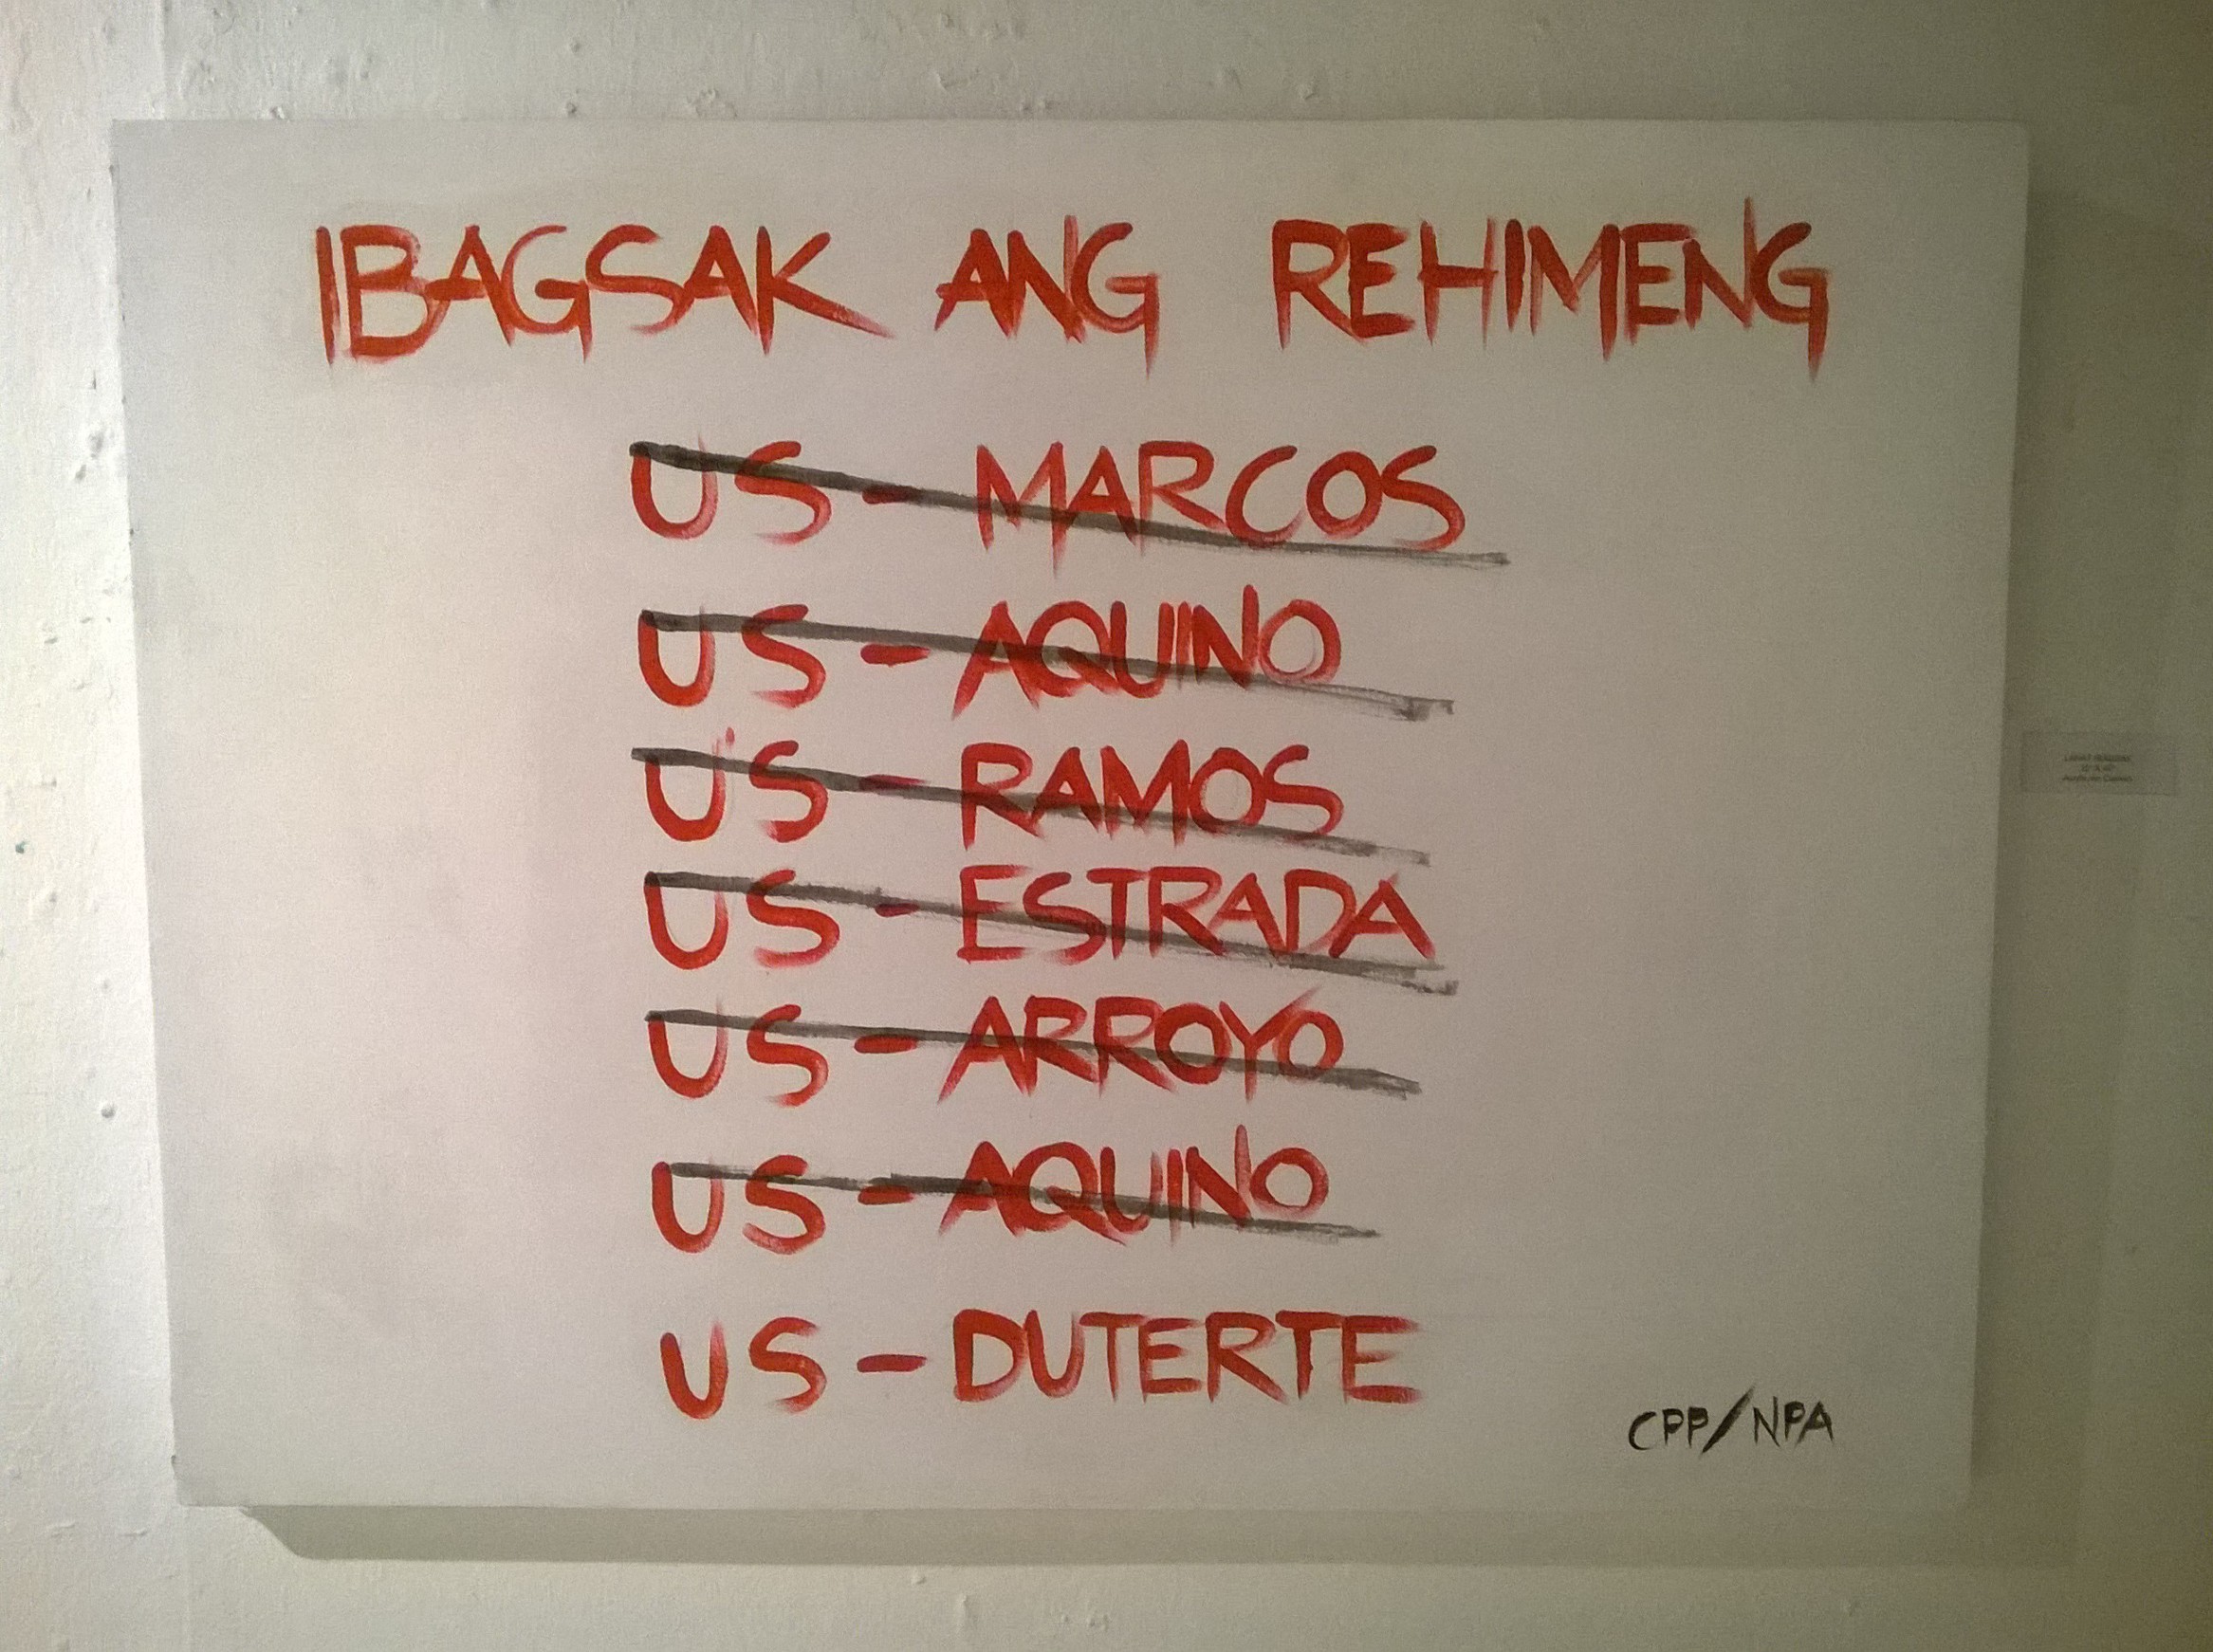 IBAGSAK ANG REHIMENG
US - MARCOS
US - AQUINO
US - RAMOS
US - ESTRADA
US - ARROYO
US - AQUINO
US - DUTERTE
CPP/NPA